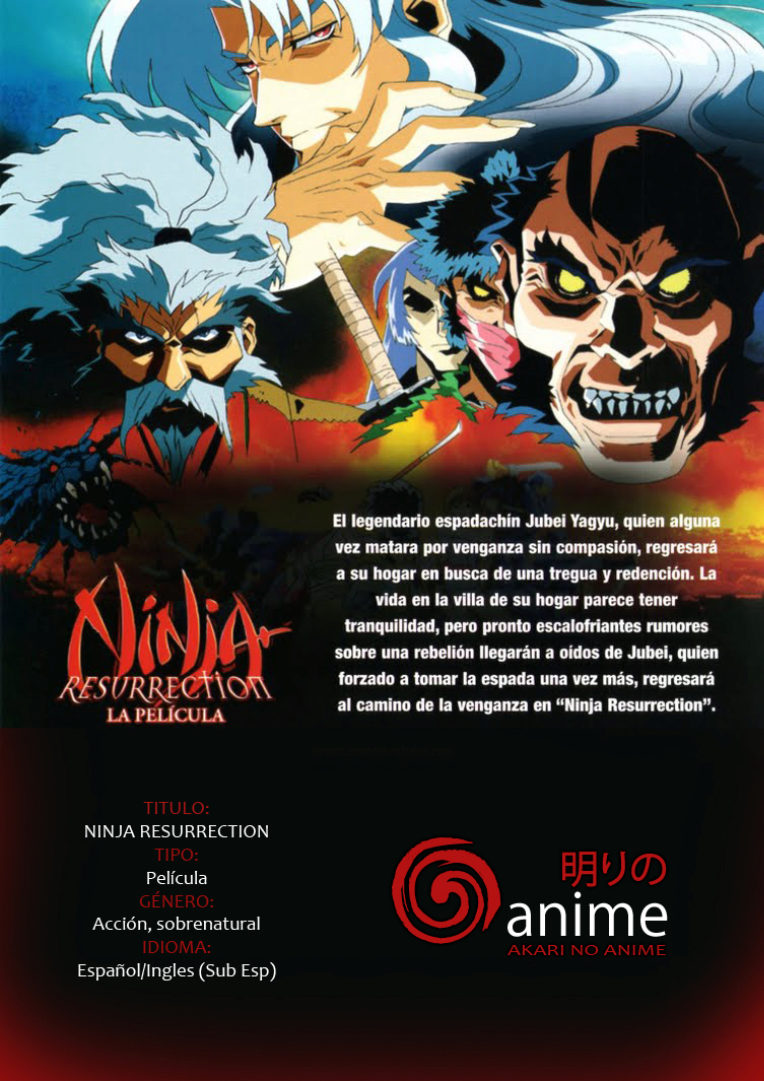 El legendario espadachín Jubei Yagyu, quien alguna
vez matara por venganza sin compasión, regresará
a su hogar en busca de una tregua y redención. La
vida en la villa de su hogar parece tener
tranquilidad, pero pronto escalofriantes rumores
sobre una rebelión llegarán a oídos de Jubei, quien
forzado a tomar la espada una vez más, regresará
al camino de la venganza en “Ninja Resurrection”.
NINJA
RESURRECTION
LA PELÍCULA
TITULO:
NINJA RESURRECTION
TIPO:
Película
GÉNERO:
Acción, sobrenatural
IDIOMA:
Español/Ingles (Sub Esp)
明りの
anime
AKARI NO ANIME